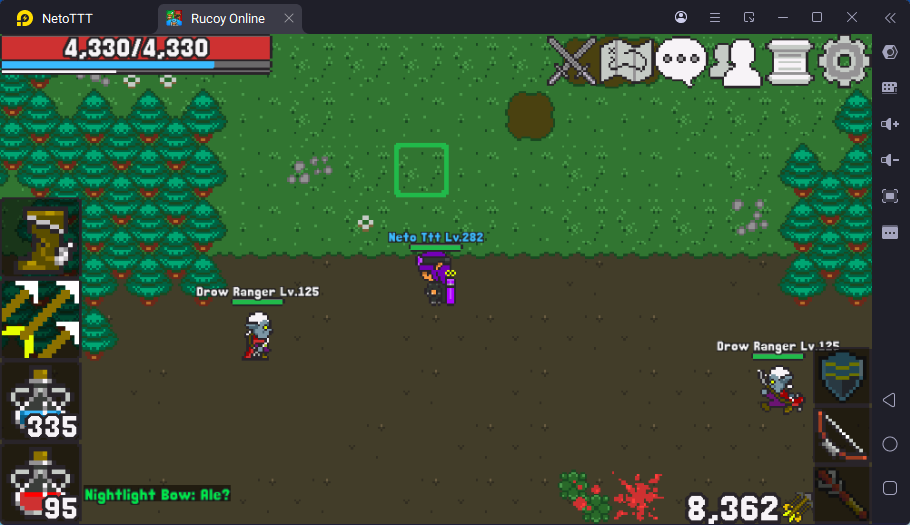 NetoTTT
Rucoy Online
4,330/4,330
Neto Ttt Lv.282
Drow Ranger Lv.125
Drow Ranger Lv.125
335
95
Nightlight Bow: Ale?
8,362